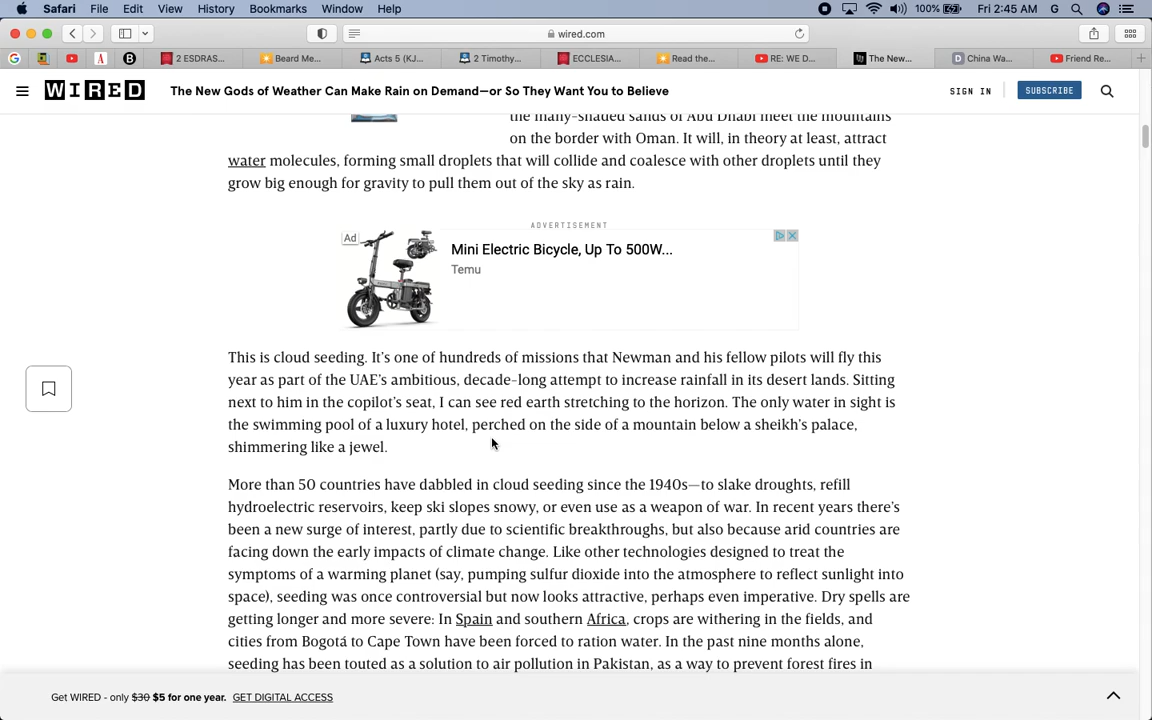 Safari File Edit View History Bookmarks Window Help 100% Fri 2:45 AM G
wired.com
2 ESDRAS... Beard Me... Acts 5 (KJ... 2 Timothy... ECCLESIA... Read the... RE: WE D... The New... China Wa... Friend Re...
WIRED The New Gods of Weather Can Make Rain on Demand—or So They Want You to Believe SIGN IN SUBSCRIBE
the many-shaded sands of Abu Dhabi meet the mountains
on the border with Oman. It will, in theory at least, attract
water molecules, forming small droplets that will collide and coalesce with other droplets until they
grow big enough for gravity to pull them out of the sky as rain.
ADVERTISEMENT
Ad
Mini Electric Bicycle, Up To 500W...
Temu
This is cloud seeding. It's one of hundreds of missions that Newman and his fellow pilots will fly this
year as part of the UAE's ambitious, decade-long attempt to increase rainfall in its desert lands. Sitting
next to him in the copilot's seat, I can see red earth stretching to the horizon. The only water in sight is
the swimming pool of a luxury hotel, perched on the side of a mountain below a sheikh's palace,
shimmering like a jewel.
More than 50 countries have dabbled in cloud seeding since the 1940s—to slake droughts, refill
hydroelectric reservoirs, keep ski slopes snowy, or even use as a weapon of war. In recent years there's
been a new surge of interest, partly due to scientific breakthroughs, but also because arid countries are
facing down the early impacts of climate change. Like other technologies designed to treat the
symptoms of a warming planet (say, pumping sulfur dioxide into the atmosphere to reflect sunlight into
space), seeding was once controversial but now looks attractive, perhaps even imperative. Dry spells are
getting longer and more severe: In Spain and southern Africa, crops are withering in the fields, and
cities from Bogotá to Cape Town have been forced to ration water. In the past nine months alone,
seeding has been touted as a solution to air pollution in Pakistan, as a way to prevent forest fires in
Get WIRED - only $30 $5 for one year. GET DIGITAL ACCESS